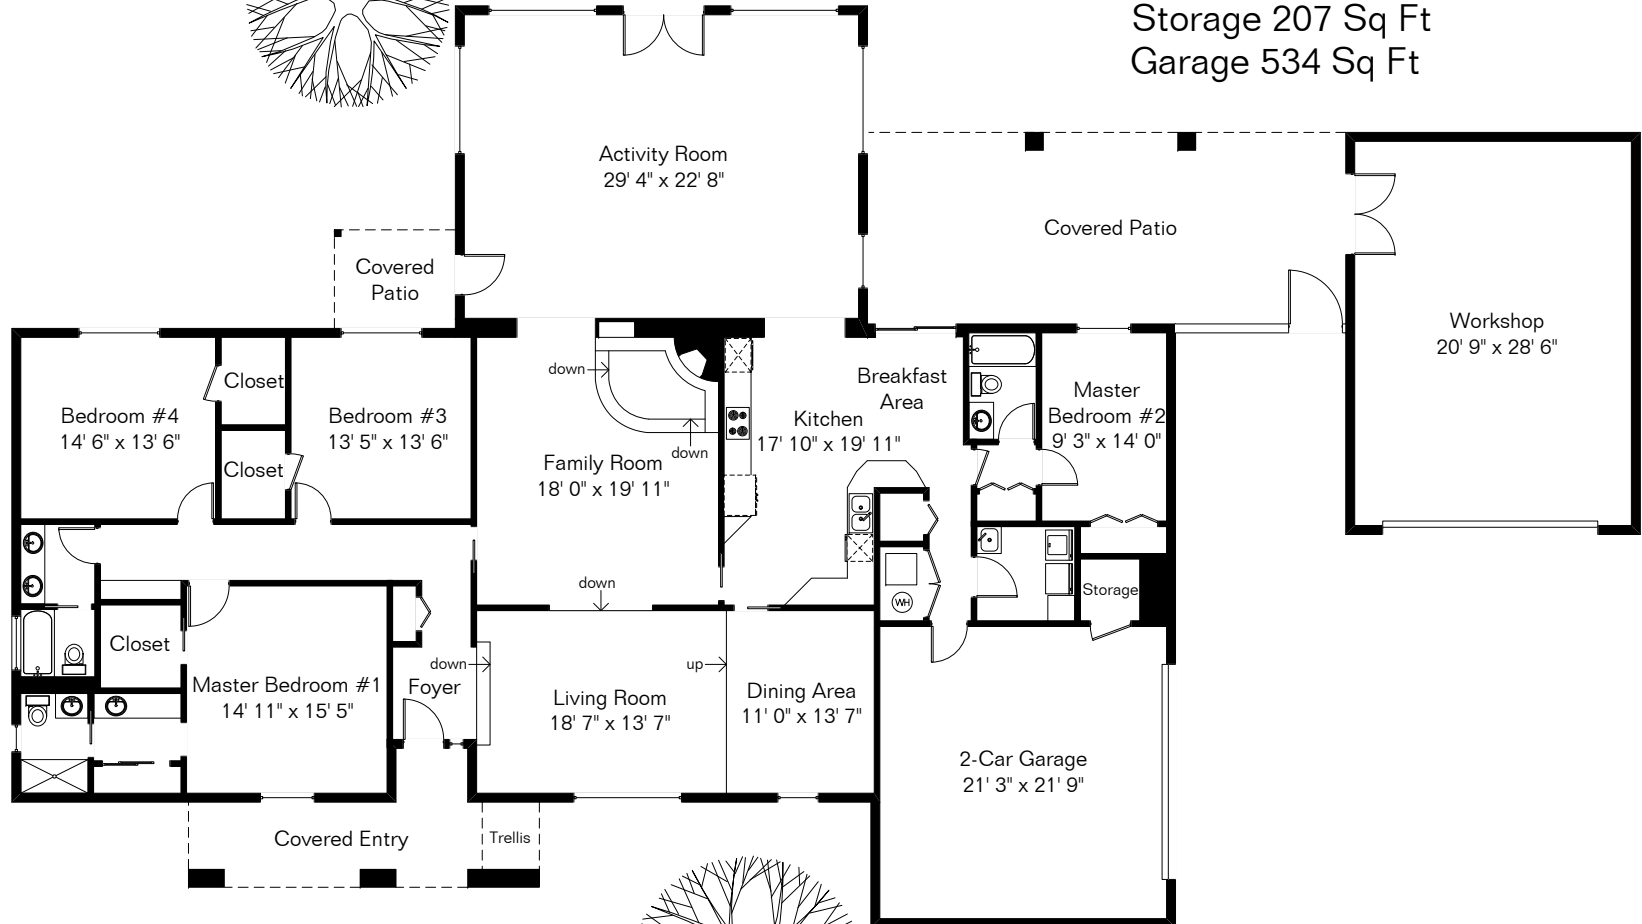 Storage 207 Sq Ft
Garage 534 Sq Ft
Activity Room
29' 4" x 22' 8"
Covered Patio
Covered
Patio
Workshop
20' 9" x 28' 6"
down
Closet
Breakfast
Area
Master
Bedroom #2
9' 3" x 14' 0"
Bedroom #4
14' 6" x 13' 6"
Bedroom #3
13' 5" x 13' 6"
Kitchen
17' 10" x 19' 11"
down
Closet
Family Room
18' 0" x 19' 11"
down
WH
Storage
Closet
down
up
Master Bedroom #1
14' 11" x 15' 5"
Foyer
Living Room
18' 7" x 13' 7"
Dining Area
11' 0" x 13' 7"
2-Car Garage
21' 3" x 21' 9"
Covered Entry
Trellis